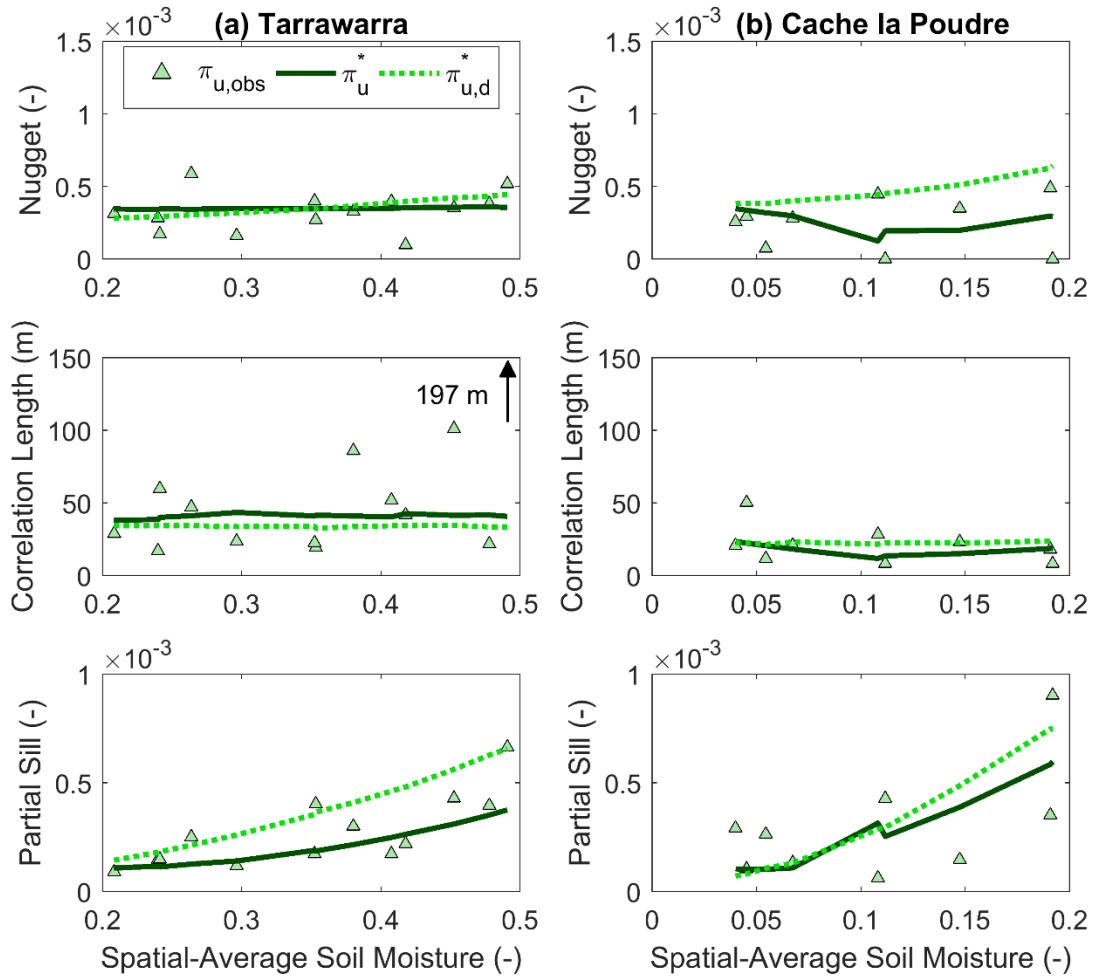 (a) Tarrawarra
(b) Cache la Poudre
×10⁻³
1.5
1
0.5
0
Nugget (-)
π_{u,obs} π*_u π*_{u,d}
0.2 0.3 0.4 0.5
×10⁻³
1.5
1
0.5
0
Nugget (-)
0 0.05 0.1 0.15 0.2
150
100
50
0
Correlation Length (m)
197 m
0.2 0.3 0.4 0.5
150
100
50
0
Correlation Length (m)
0 0.05 0.1 0.15 0.2
×10⁻³
1
0.5
0
Partial Sill (-)
0.2 0.3 0.4 0.5
Spatial-Average Soil Moisture (-)
×10⁻³
1
0.5
0
Partial Sill (-)
0 0.05 0.1 0.15 0.2
Spatial-Average Soil Moisture (-)